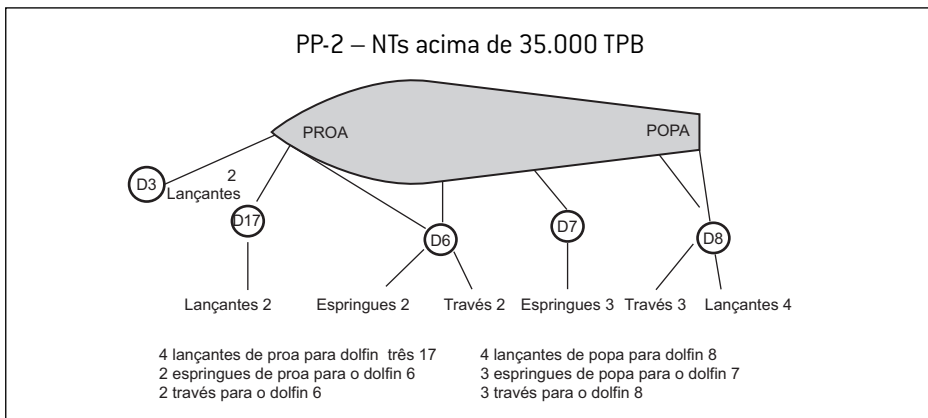 PP-2 – NTs acima de 35.000 TPB
PROA
POPA
D3
2
Lançantes
D17
D6
D7
D8
Lançantes 2
Espringues 2
Través 2
Espringues 3
Través 3
Lançantes 4
4 lançantes de proa para dolfin três 17
2 espringues de proa para o dolfin 6
2 través para o dolfin 6
4 lançantes de popa para dolfin 8
3 espringues de popa para o dolfin 7
3 través para o dolfin 8